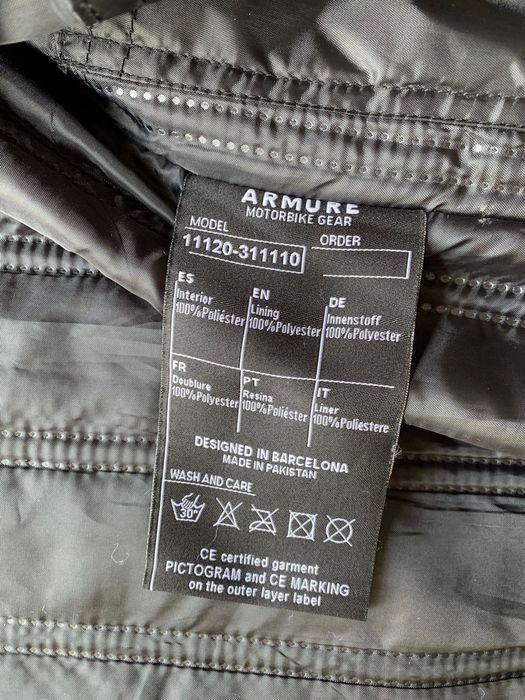 ARMURE
MOTORBIKE GEAR
MODEL
ORDER
11120-311110
ES
Interior
100%Poliéster
EN
Lining
100%Polyester
DE
Innenstoff
100%Polyester
FR
Doublure
100%Polyester
PT
Resina
100%Poliéster
IT
Liner
100%Poliestere
DESIGNED IN BARCELONA
MADE IN PAKISTAN
WASH AND CARE
30°
CE certified garment
PICTOGRAM and CE MARKING
on the outer layer label